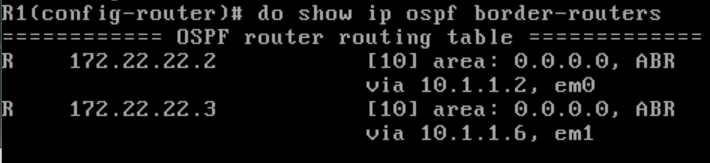 R1(config-router)# do show ip ospf border-routers
============ OSPF router routing table =============
R    172.22.22.2           [10] area: 0.0.0.0, ABR
                           via 10.1.1.2, em0
R    172.22.22.3           [10] area: 0.0.0.0, ABR
                           via 10.1.1.6, em1